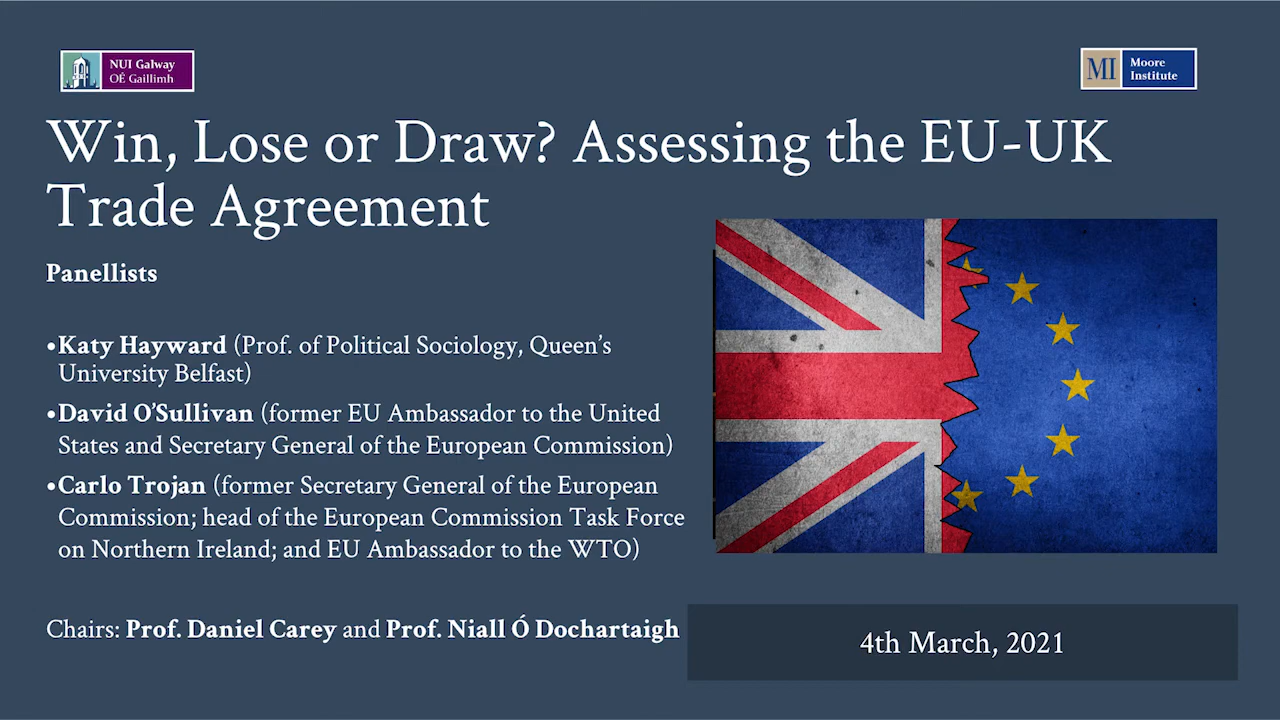 NUI Galway
OÉ Gaillimh
MI
Moore
Institute
Win, Lose or Draw? Assessing the EU-UK
Trade Agreement
Panellists
•Katy Hayward (Prof. of Political Sociology, Queen’s
University Belfast)
•David O’Sullivan (former EU Ambassador to the United
States and Secretary General of the European Commission)
•Carlo Trojan (former Secretary General of the European
Commission; head of the European Commission Task Force
on Northern Ireland; and EU Ambassador to the WTO)
Chairs: Prof. Daniel Carey and Prof. Niall Ó Dochartaigh
4th March, 2021